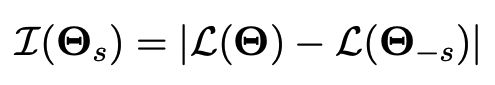 𝓘(𝚯ₛ) = |𝓛(𝚯) − 𝓛(𝚯₋ₛ)|